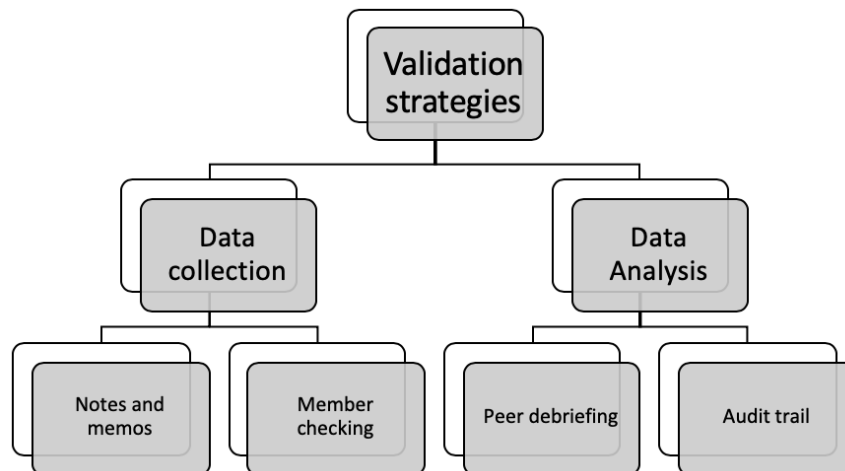 Validation
strategies
Data
collection
Data
Analysis
Notes and
memos
Member
checking
Peer debriefing
Audit trail